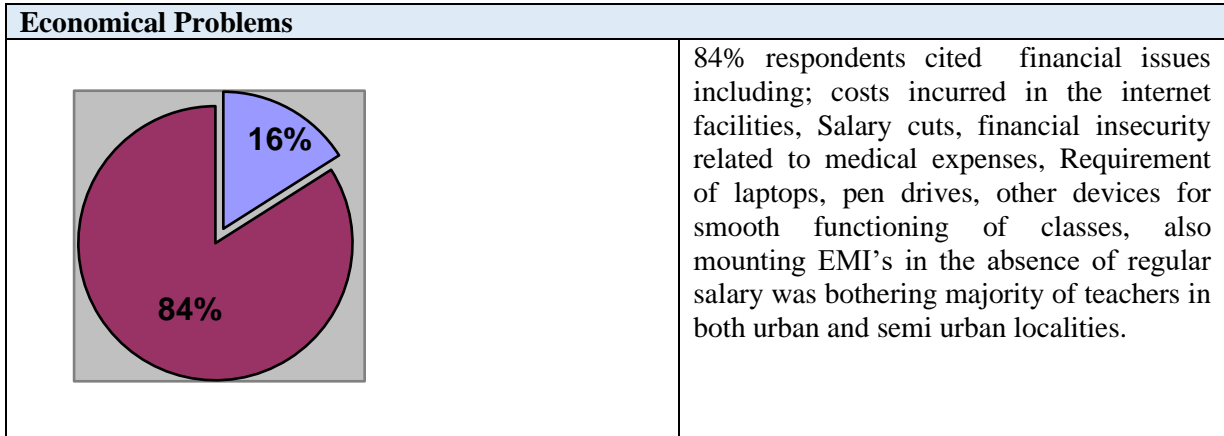 Economical Problems
16%
84%
84% respondents cited financial issues
including; costs incurred in the internet
facilities, Salary cuts, financial insecurity
related to medical expenses, Requirement
of laptops, pen drives, other devices for
smooth functioning of classes, also
mounting EMI's in the absence of regular
salary was bothering majority of teachers in
both urban and semi urban localities.